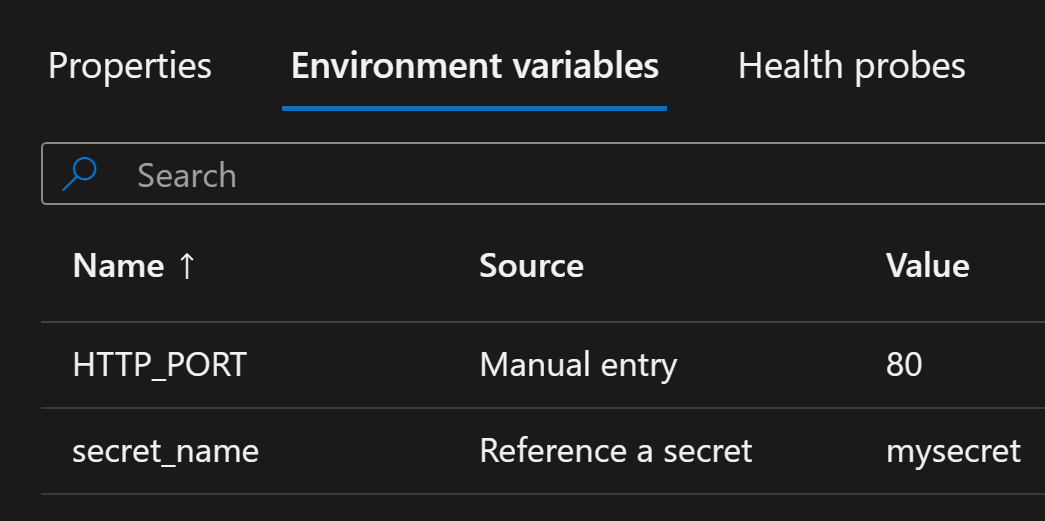 Properties Environment variables Health probes
Search
Name ↑ Source Value
HTTP_PORT Manual entry 80
secret_name Reference a secret mysecret